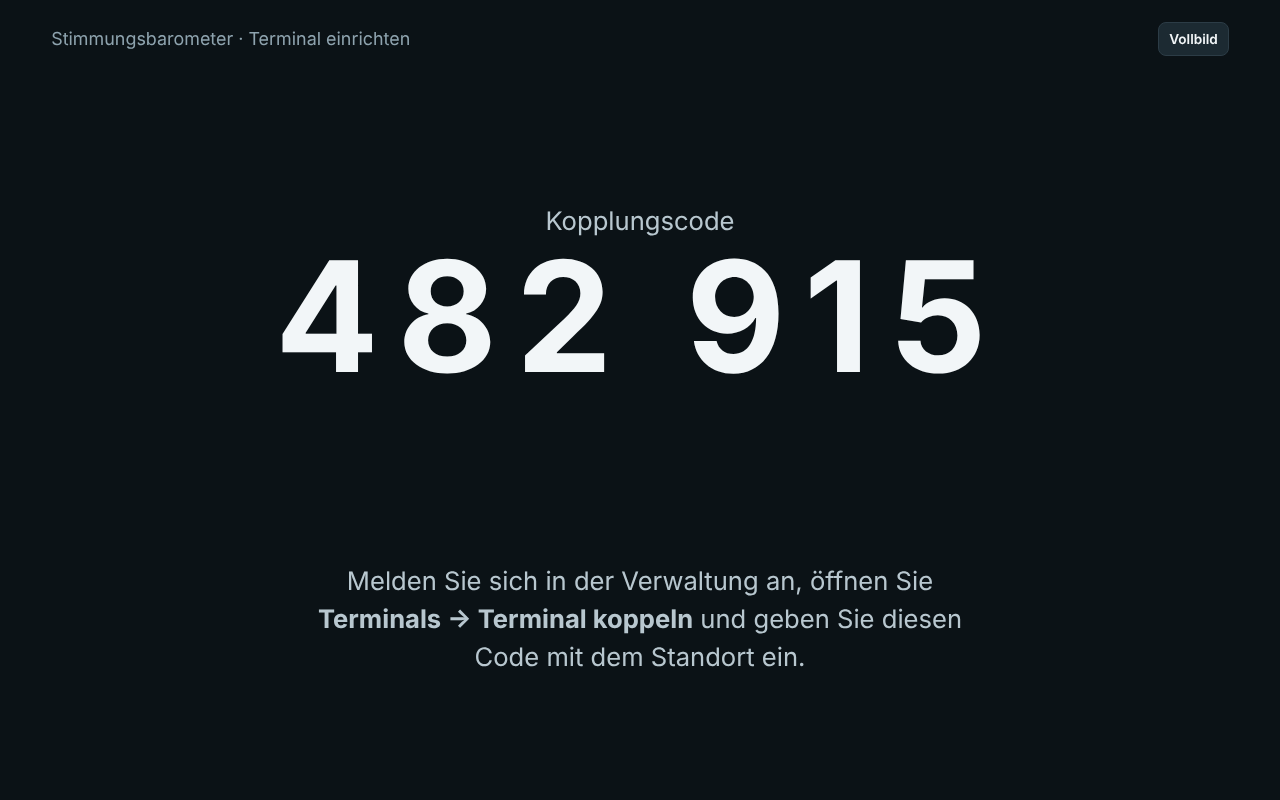 Stimmungsbarometer · Terminal einrichten
Vollbild
Kopplungscode
482 915
Melden Sie sich in der Verwaltung an, öffnen Sie
Terminals → Terminal koppeln und geben Sie diesen
Code mit dem Standort ein.